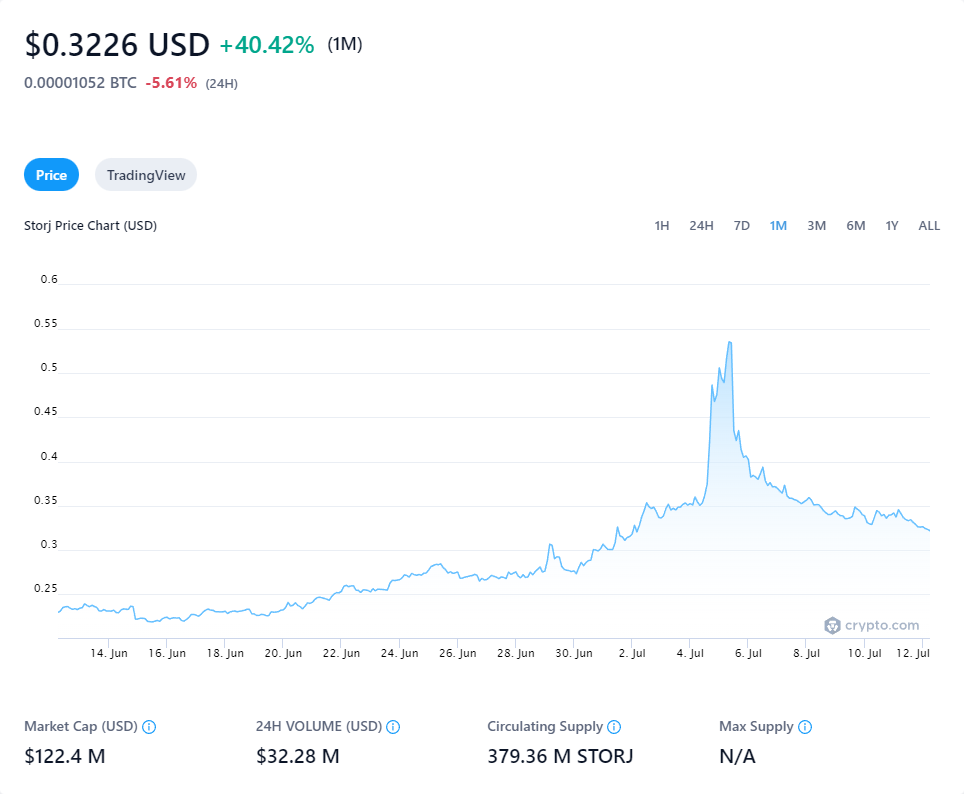 $0.3226 USD +40.42% (1M)
0.00001052 BTC -5.61% (24H)
Price TradingView
Storj Price Chart (USD) 1H 24H 7D 1M 3M 6M 1Y ALL
0.6
0.55
0.5
0.45
0.4
0.35
0.3
0.25
crypto.com
14. Jun 16. Jun 18. Jun 20. Jun 22. Jun 24. Jun 26. Jun 28. Jun 30. Jun 2. Jul 4. Jul 6. Jul 8. Jul 10. Jul 12. Jul
Market Cap (USD) 24H VOLUME (USD) Circulating Supply Max Supply
$122.4 M $32.28 M 379.36 M STORJ N/A